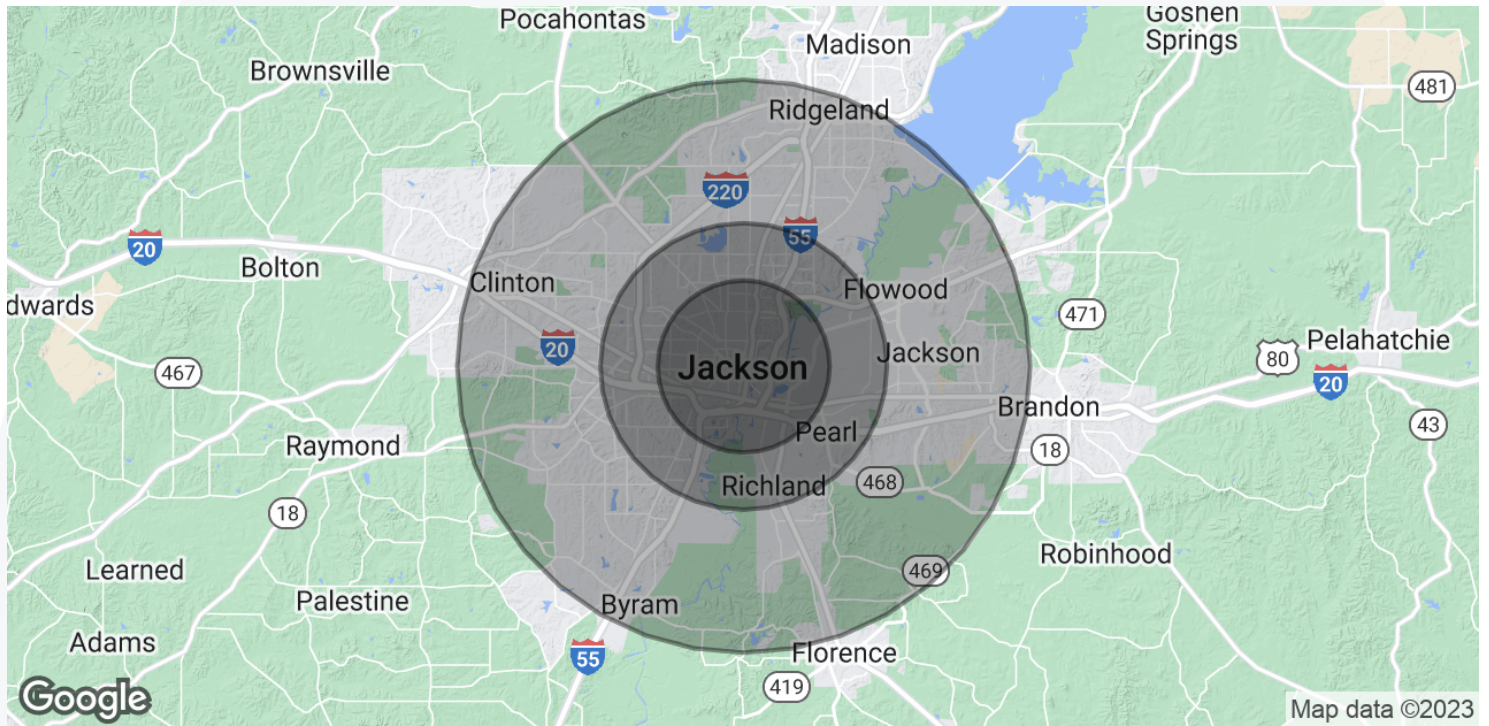 Pocahontas
Goshen
Springs
Madison
Brownsville
481
Ridgeland
220
55
20
Bolton
Clinton
Flowood
dwards
471
Pelahatchie
80
20
Jackson
Jackson
467
20
Brandon
43
Pearl
Raymond
18
Richland
468
18
Robinhood
Learned
469
Palestine
Byram
Adams
Florence
55
419
Google
Map data ©2023